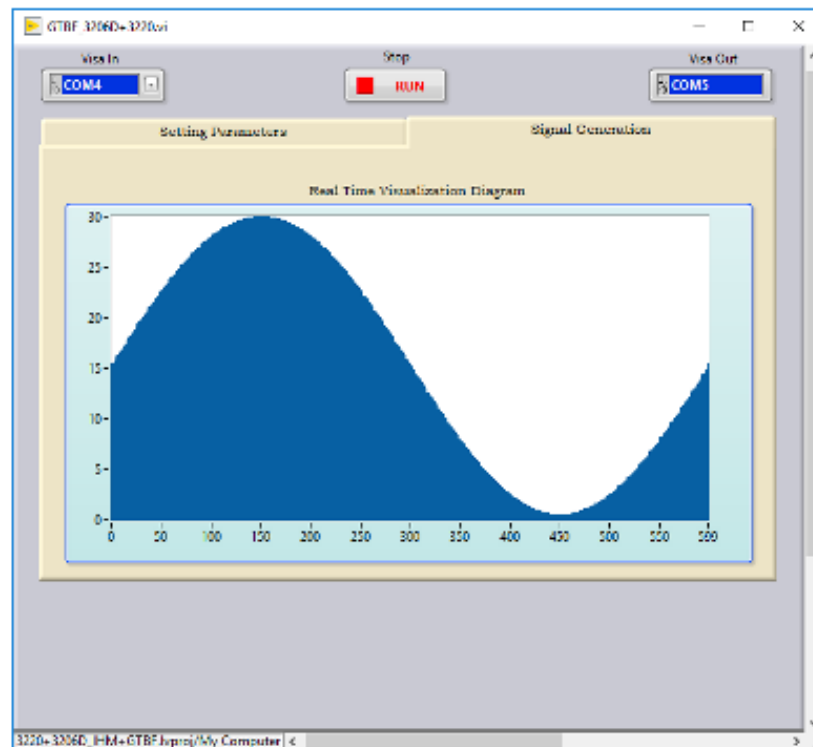 GTBF_3206D+3220.vi
Visa In
Stop
Visa Out
COM4
RUN
COM5
Setting Parameters
Signal Generation
Real Time Visualization Diagram
30
25
20
15
10
5
0
0 50 100 150 200 250 300 350 400 450 500 550 599
3220+3206D_IHM+GTBF.lvproj/My Computer